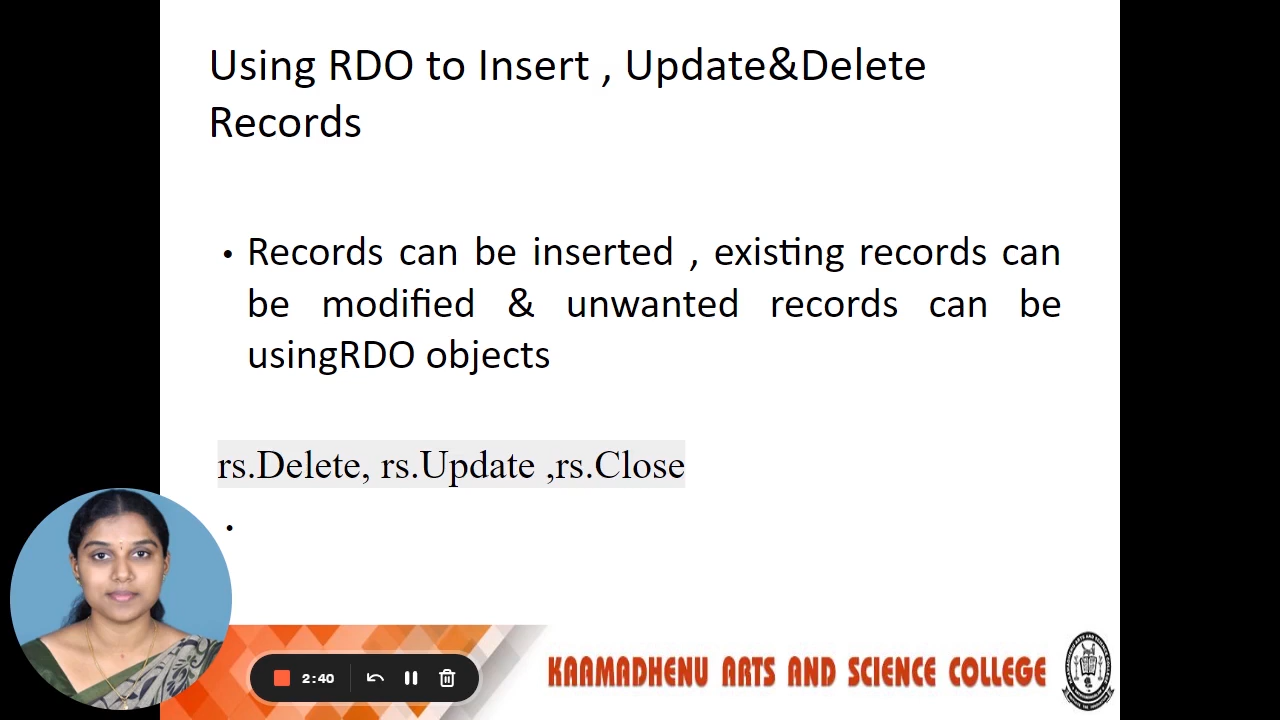 Using RDO to Insert , Update&Delete
Records
• Records can be inserted , existing records can
be modified & unwanted records can be
usingRDO objects
rs.Delete, rs.Update ,rs.Close
•
2:40
KAAMADHENU ARTS AND SCIENCE COLLEGE